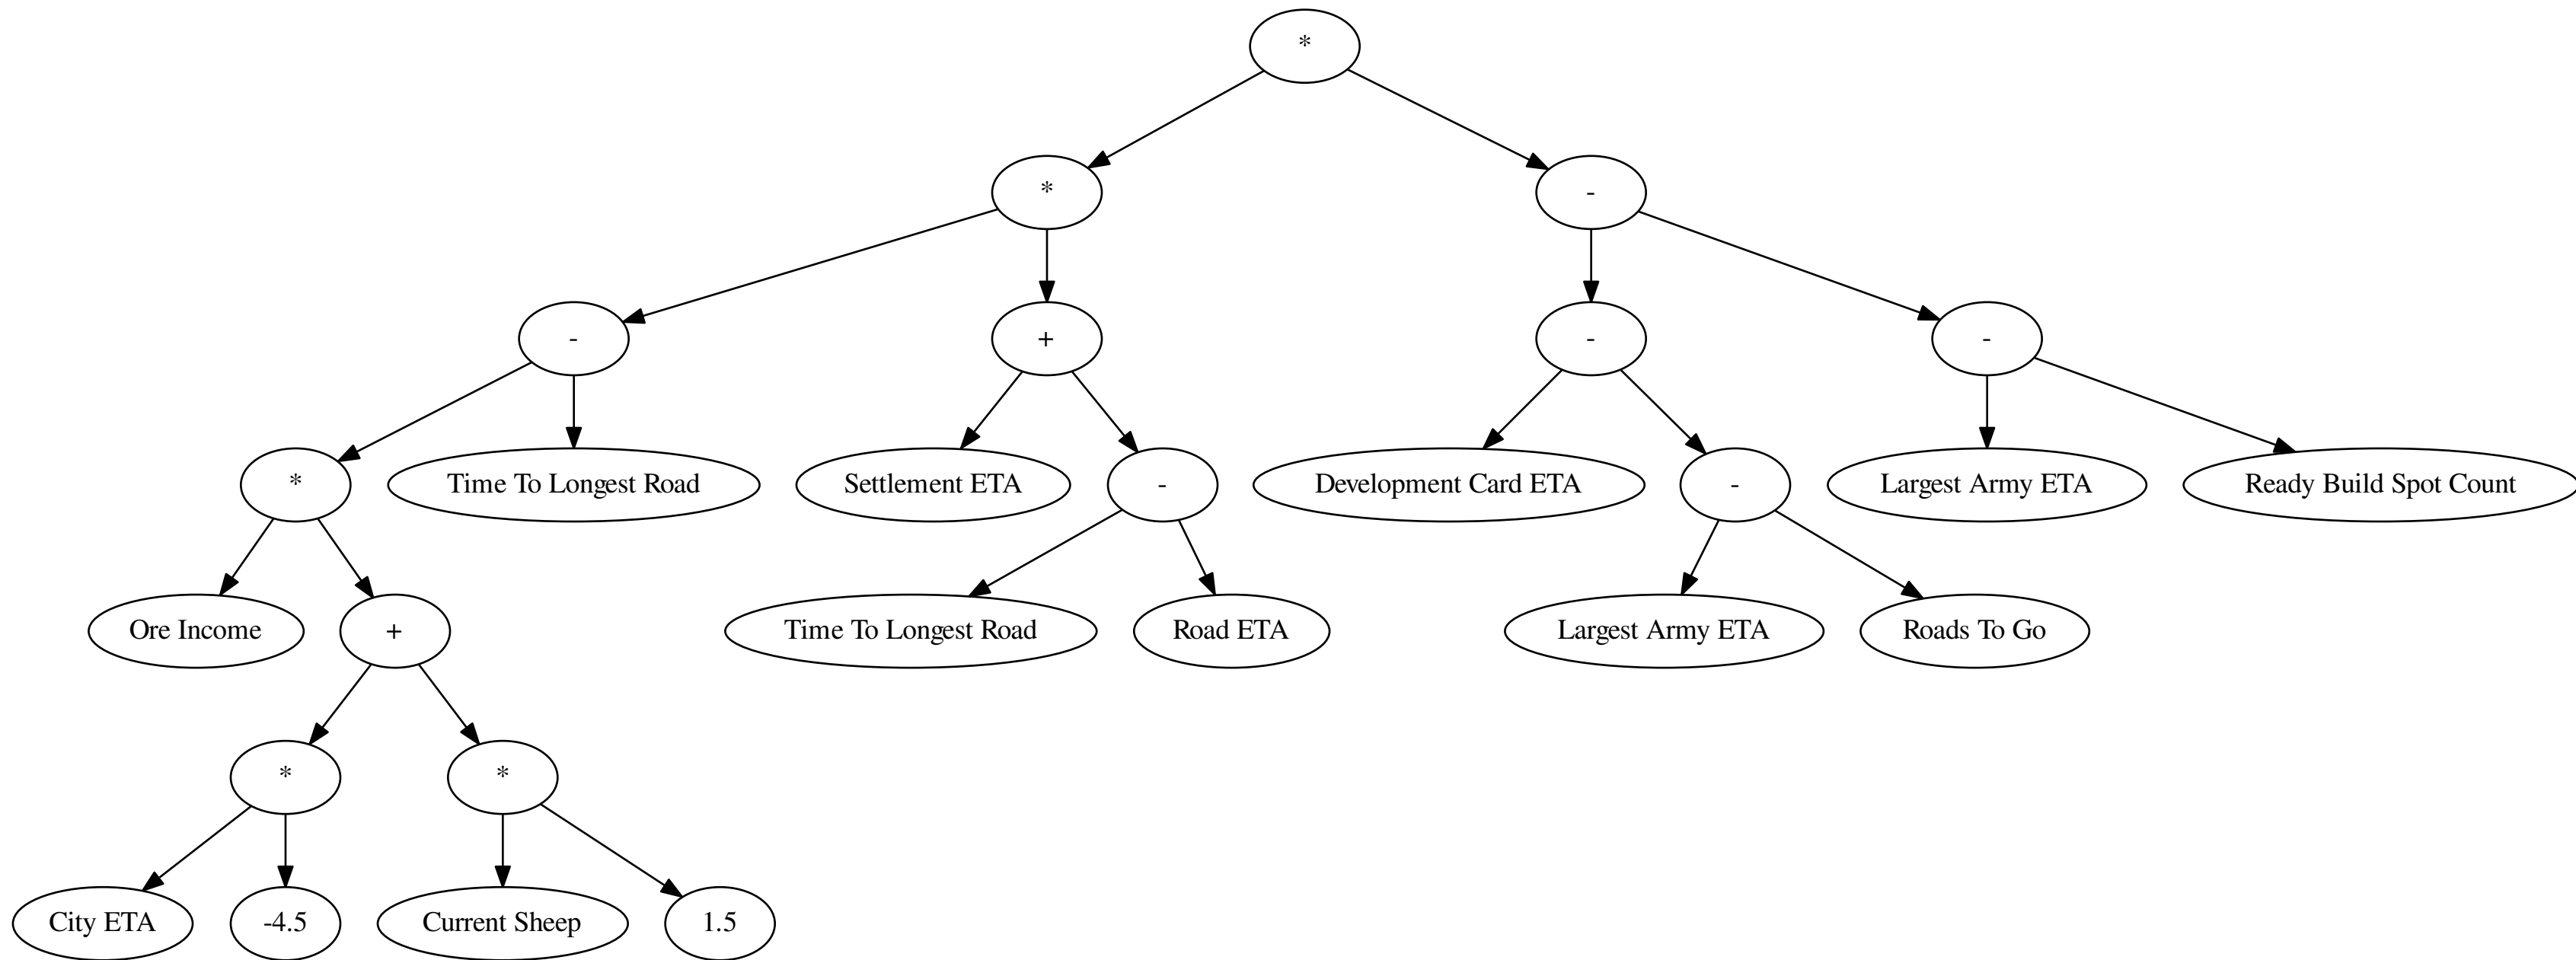 *
*
-
-
+
-
-
*
Time To Longest Road
Settlement ETA
-
Development Card ETA
-
Largest Army ETA
Ready Build Spot Count
Ore Income
+
Time To Longest Road
Road ETA
Largest Army ETA
Roads To Go
*
*
City ETA
-4.5
Current Sheep
1.5